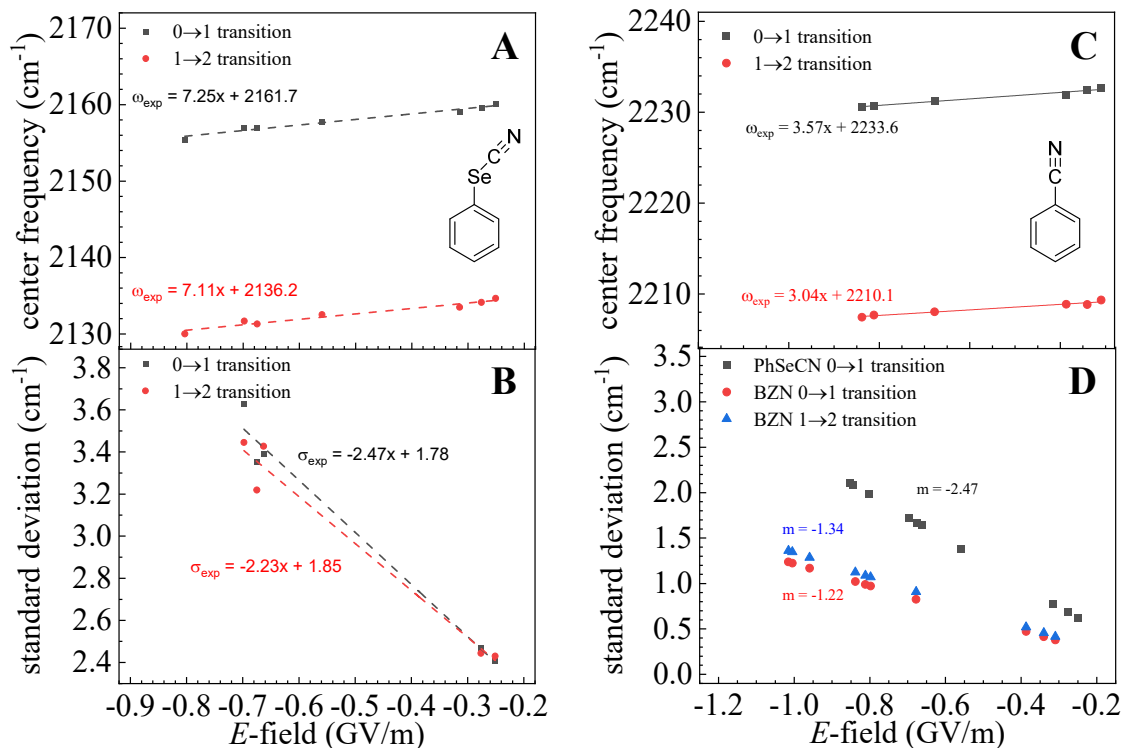 2170
2160
2150
2140
2130
center frequency (cm⁻¹)
0→1 transition
1→2 transition
A
ω_exp = 7.25x + 2161.7
N
C
Se
ω_exp = 7.11x + 2136.2
2240
2230
2220
2210
center frequency (cm⁻¹)
0→1 transition
1→2 transition
C
ω_exp = 3.57x + 2233.6
N
C
ω_exp = 3.04x + 2210.1
3.8
3.6
3.4
3.2
3.0
2.8
2.6
2.4
standard deviation (cm⁻¹)
0→1 transition
1→2 transition
B
σ_exp = -2.47x + 1.78
σ_exp = -2.23x + 1.85
-0.9 -0.8 -0.7 -0.6 -0.5 -0.4 -0.3 -0.2
E-field (GV/m)
3.5
3.0
2.5
2.0
1.5
1.0
0.5
0.0
standard deviation (cm⁻¹)
PhSeCN 0→1 transition
BZN 0→1 transition
BZN 1→2 transition
D
m = -2.47
m = -1.34
m = -1.22
-1.2 -1.0 -0.8 -0.6 -0.4 -0.2
E-field (GV/m)